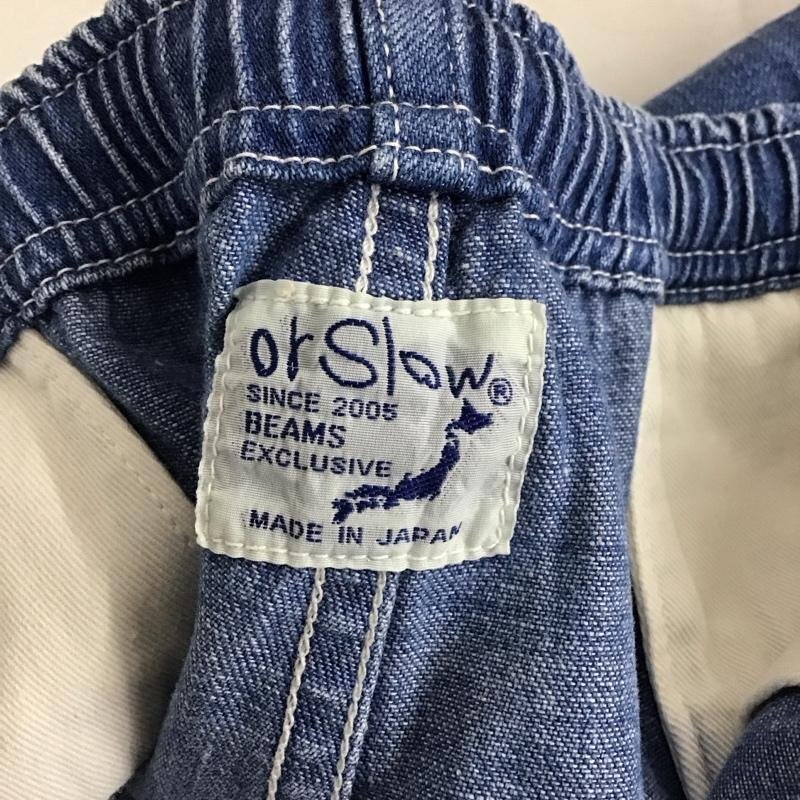 orSlow®
SINCE 2005
BEAMS
EXCLUSIVE
MADE IN JAPAN